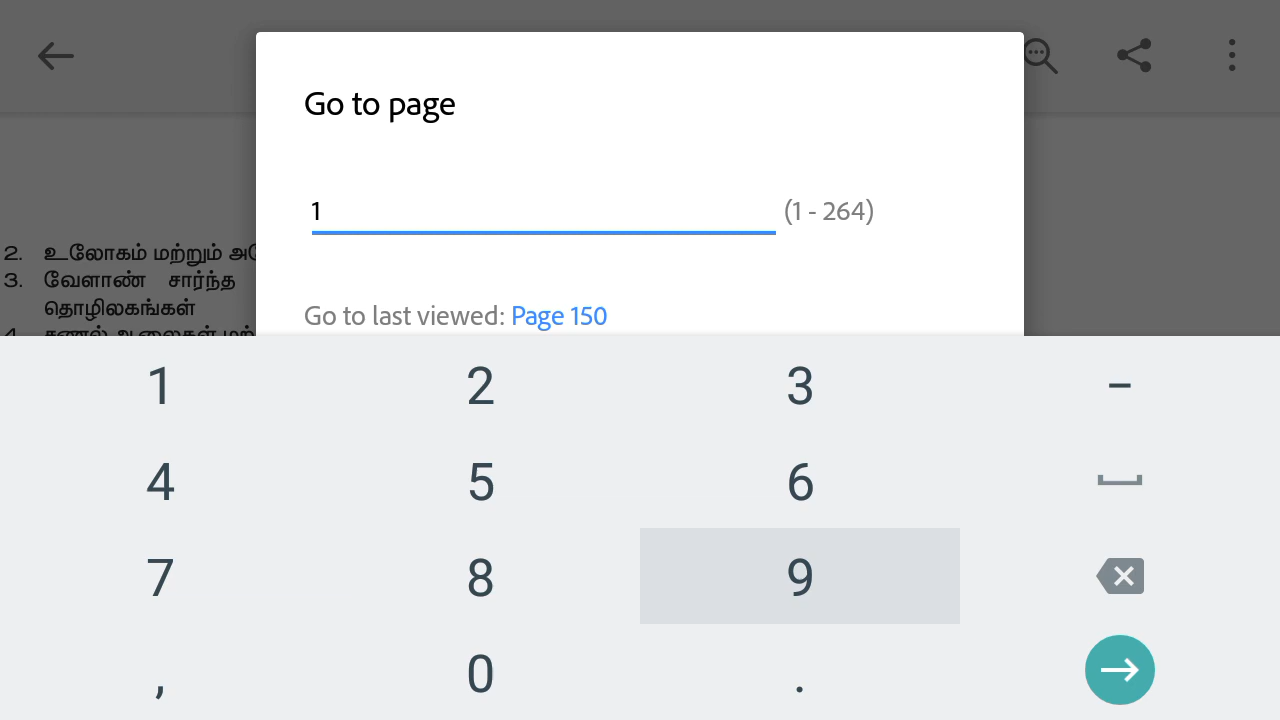 Go to page
1 (1 - 264)
2. உலோகம் மற்றும்
3. வேளாண் சார்ந்த
தொழிலகங்கள்
Go to last viewed: Page 150
1 2 3 -
4 5 6
7 8 9
, 0 .